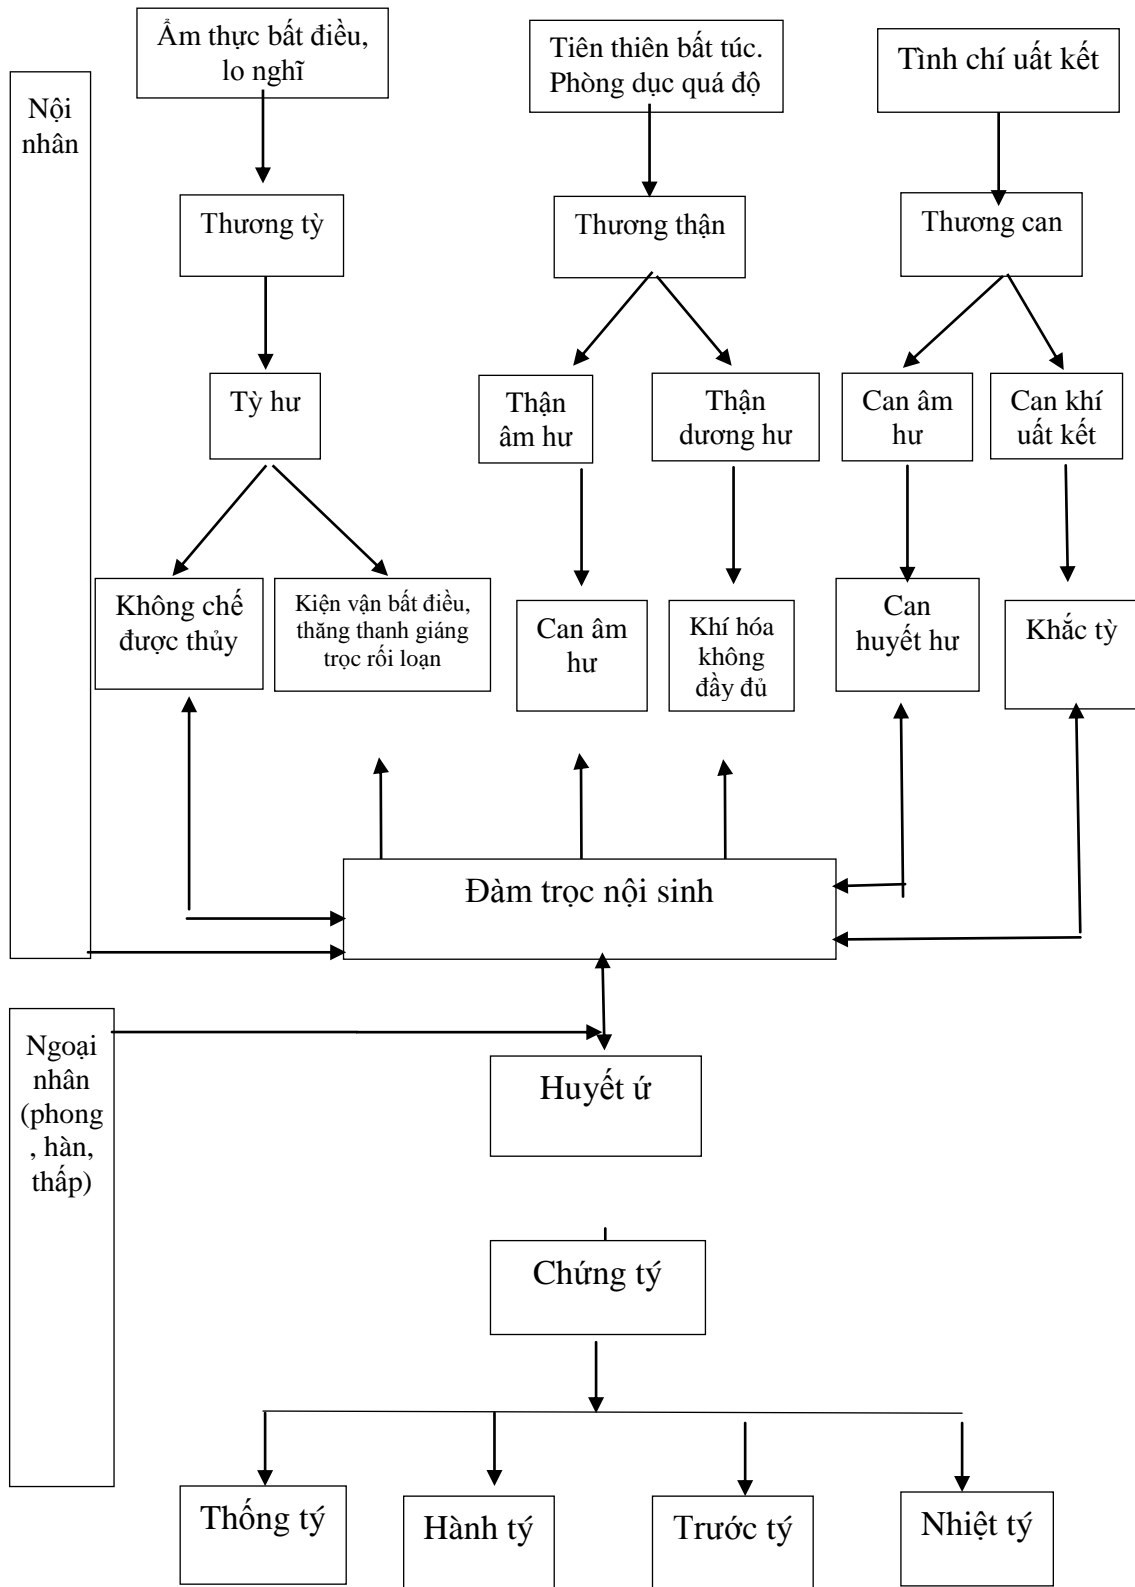 Ẩm thực bất điều,
lo nghĩ
Tiên thiên bất túc.
Phòng dục quá độ
Tình chí uất kết
Nội
nhân
Thương tỳ
Thương thận
Thương can
Tỳ hư
Thận
âm hư
Thận
dương hư
Can âm
hư
Can khí
uất kết
Không chế
được thủy
Kiện vận bất điều,
thăng thanh giáng
trọc rối loạn
Can âm
hư
Khí hóa
không
đầy đủ
Can
huyết hư
Khắc tỳ
Đàm trọc nội sinh
Ngoại
nhân
(phong
, hàn,
thấp)
Huyết ứ
Chứng tý
Thống tý
Hành tý
Trước tý
Nhiệt tý